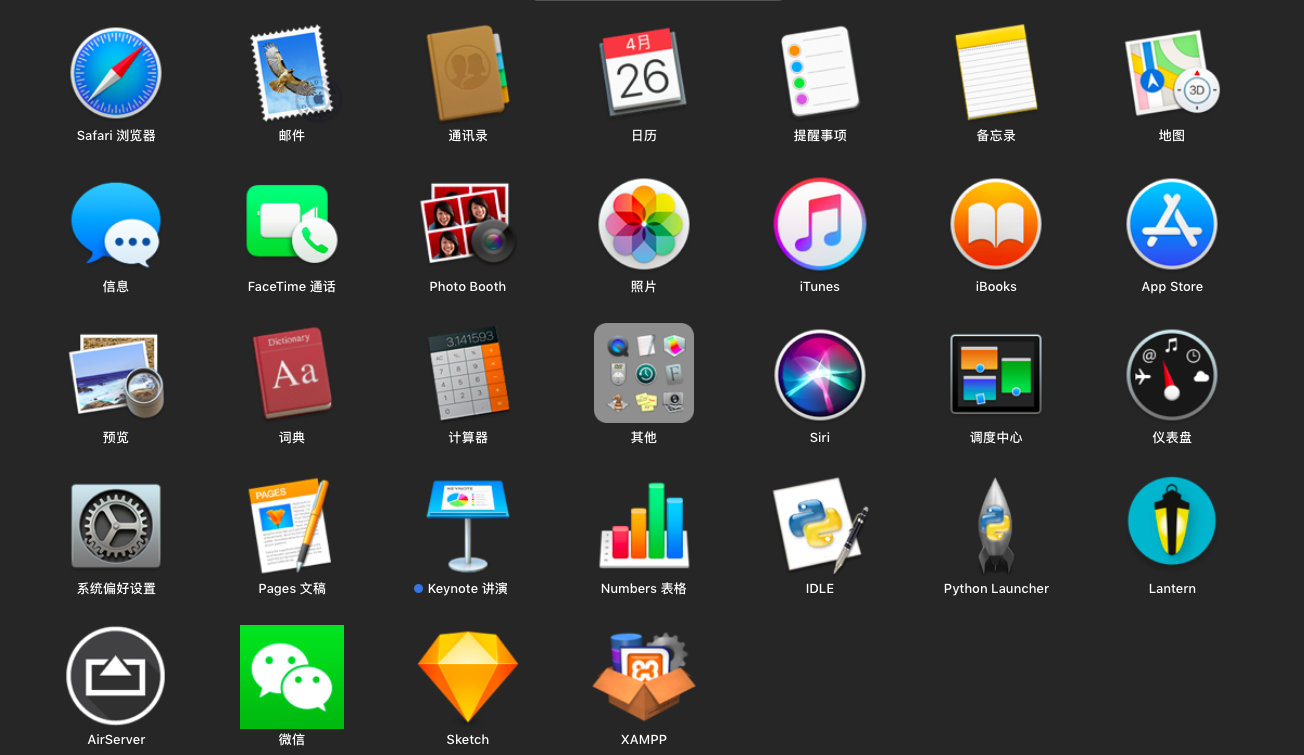 4月
26
3D
Safari 浏览器
邮件
通讯录
日历
提醒事项
备忘录
地图
信息
FaceTime 通话
Photo Booth
照片
iTunes
iBooks
App Store
Dictionary
Aa
3.141593
@
预览
词典
计算器
其他
Siri
调度中心
仪表盘
PAGES
KEYNOTE
系统偏好设置
Pages 文稿
Keynote 讲演
Numbers 表格
IDLE
Python Launcher
Lantern
AirServer
微信
Sketch
XAMPP